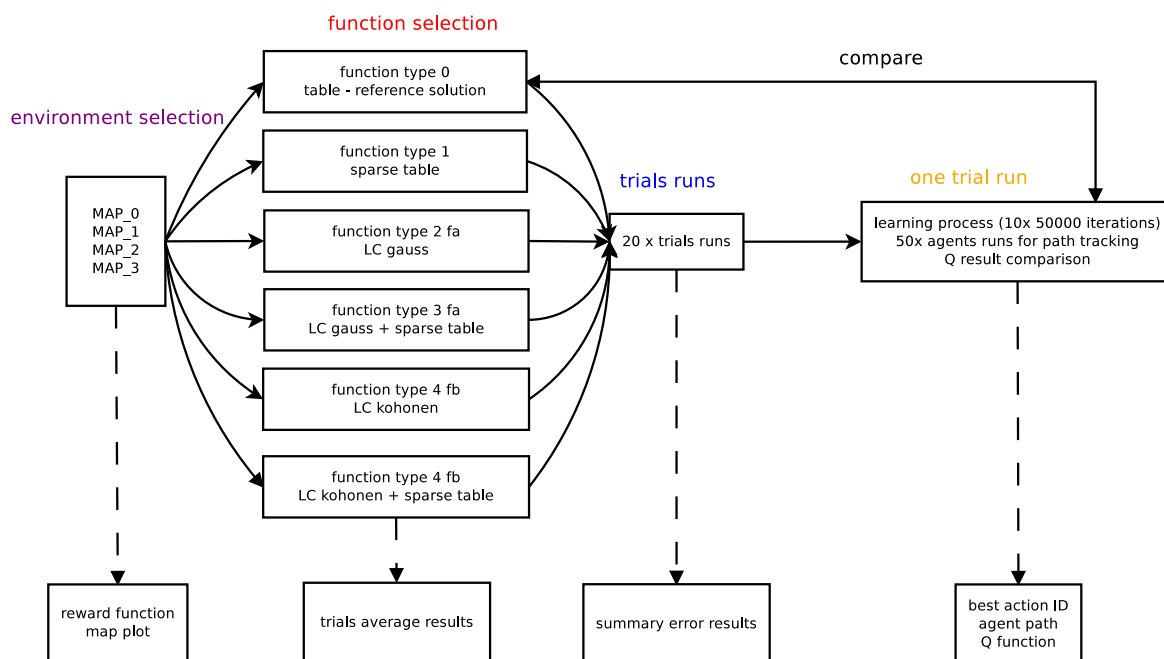 function selection
compare
environment selection
function type 0
table - reference solution
function type 1
sparse table
function type 2 fa
LC gauss
function type 3 fa
LC gauss + sparse table
function type 4 fb
LC kohonen
function type 4 fb
LC kohonen + sparse table
MAP_0
MAP_1
MAP_2
MAP_3
trials runs
20 x trials runs
one trial run
learning process (10x 50000 iterations)
50x agents runs for path tracking
Q result comparison
reward function
map plot
trials average results
summary error results
best action ID
agent path
Q function